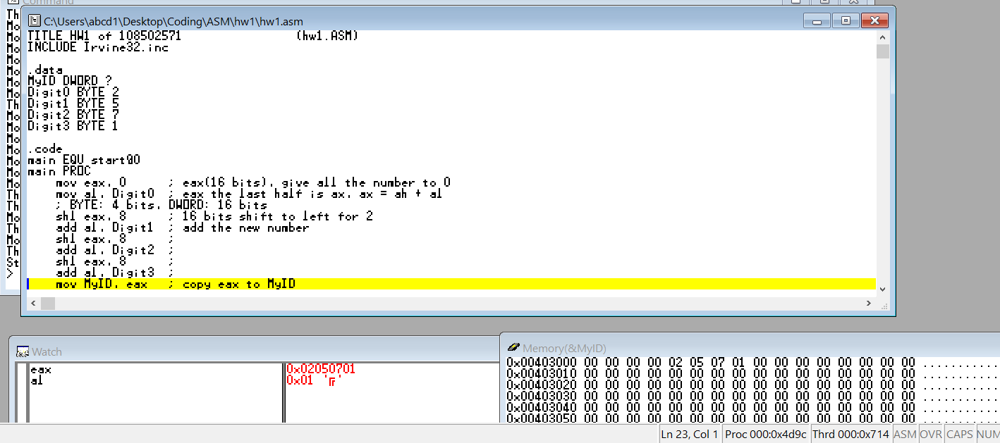 Command
Th
Mo
Mo
Mo
Mo
Mo
Mo
Mo
Th
Mo
Mo
Mo
Mo
Mo
Mo
Mo
Th
Mo
Mo
Th
Mo
Th
St
>
C:\Users\abcd1\Desktop\Coding\ASM\hw1\hw1.asm
TITLE HW1 of 108502571 (hw1.ASM)
INCLUDE Irvine32.inc
.data
MyID DWORD ?
Digit0 BYTE 2
Digit1 BYTE 5
Digit2 BYTE 7
Digit3 BYTE 1
.code
main EQU start@0
main PROC
mov eax, 0 ; eax(16 bits), give all the number to 0
mov al, Digit0 ; eax the last half is ax, ax = ah + al
; BYTE: 4 bits, DWORD: 16 bits
shl eax, 8 ; 16 bits shift to left for 2
add al, Digit1 ; add the new number
shl eax, 8 ;
add al, Digit2 ;
shl eax, 8 ;
add al, Digit3 ;
mov MyID, eax ; copy eax to MyID
Watch
eax 0x02050701
al 0x01 '┌'
Memory(&MyID)
0x00403000 00 00 00 00 02 05 07 01 00 00 00 00 00 00 00 00 ...........
0x00403010 00 00 00 00 00 00 00 00 00 00 00 00 00 00 00 00 ...........
0x00403020 00 00 00 00 00 00 00 00 00 00 00 00 00 00 00 00 ...........
0x00403030 00 00 00 00 00 00 00 00 00 00 00 00 00 00 00 00 ...........
0x00403040 00 00 00 00 00 00 00 00 00 00 00 00 00 00 00 00 ...........
0x00403050 00 00 00 00 00 00 00 00 00 00 00 00 00 00 00 00 ...........
Ln 23, Col 1 Proc 000:0x4d9c Thrd 000:0x714 ASM OVR CAPS NUM